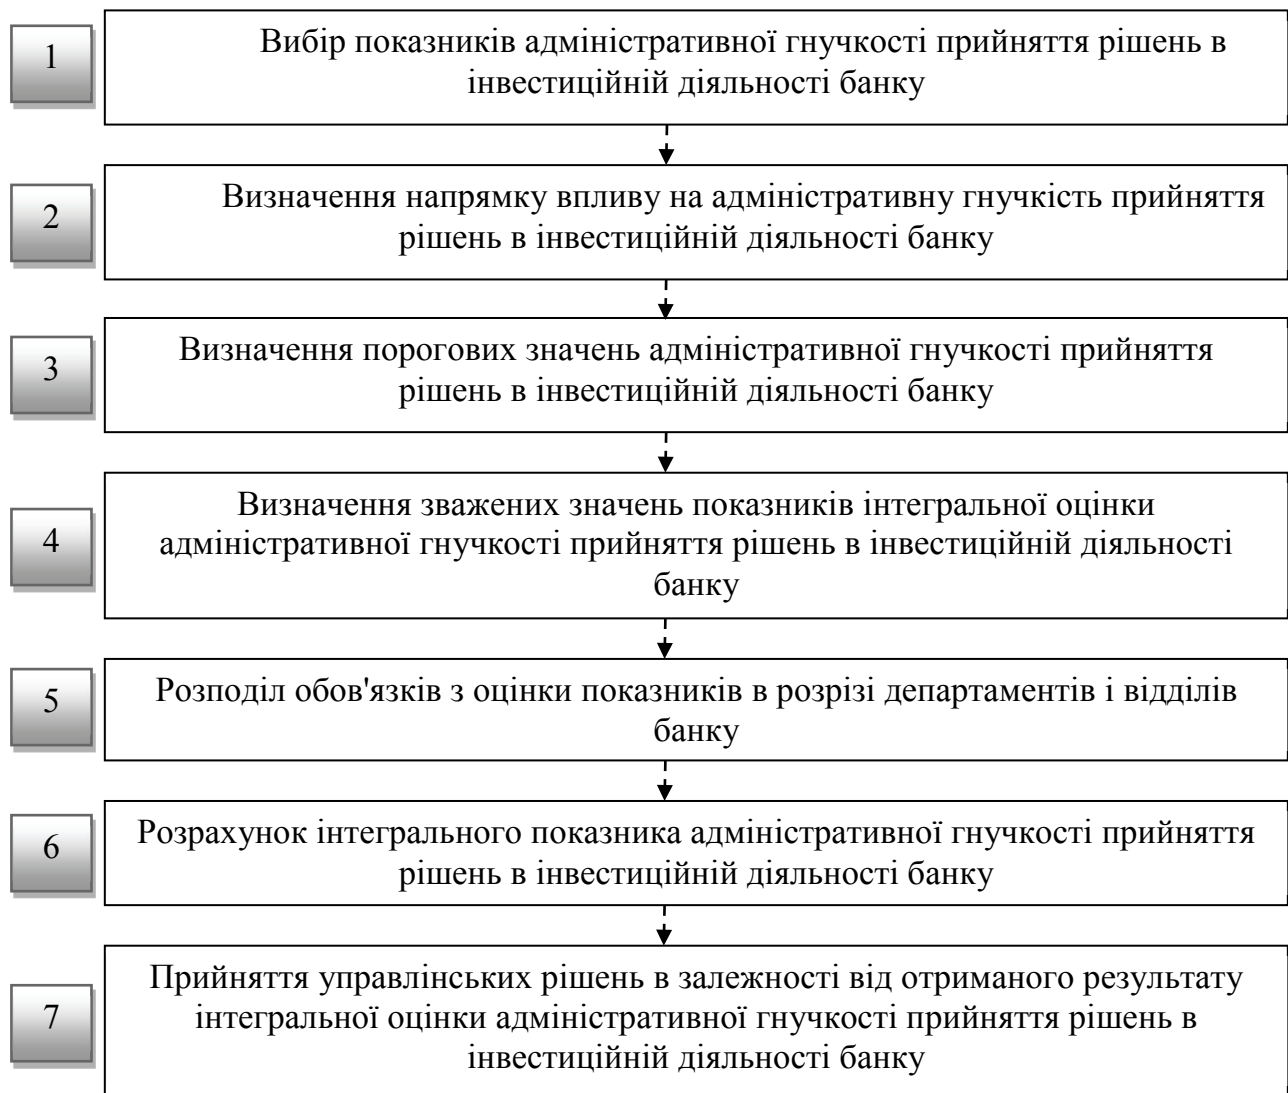 1
Вибір показників адміністративної гнучкості прийняття рішень в
інвестиційній діяльності банку
2
Визначення напрямку впливу на адміністративну гнучкість прийняття
рішень в інвестиційній діяльності банку
3
Визначення порогових значень адміністративної гнучкості прийняття
рішень в інвестиційній діяльності банку
4
Визначення зважених значень показників інтегральної оцінки
адміністративної гнучкості прийняття рішень в інвестиційній діяльності
банку
5
Розподіл обов'язків з оцінки показників в розрізі департаментів і відділів
банку
6
Розрахунок інтегрального показника адміністративної гнучкості прийняття
рішень в інвестиційній діяльності банку
7
Прийняття управлінських рішень в залежності від отриманого результату
інтегральної оцінки адміністративної гнучкості прийняття рішень в
інвестиційній діяльності банку